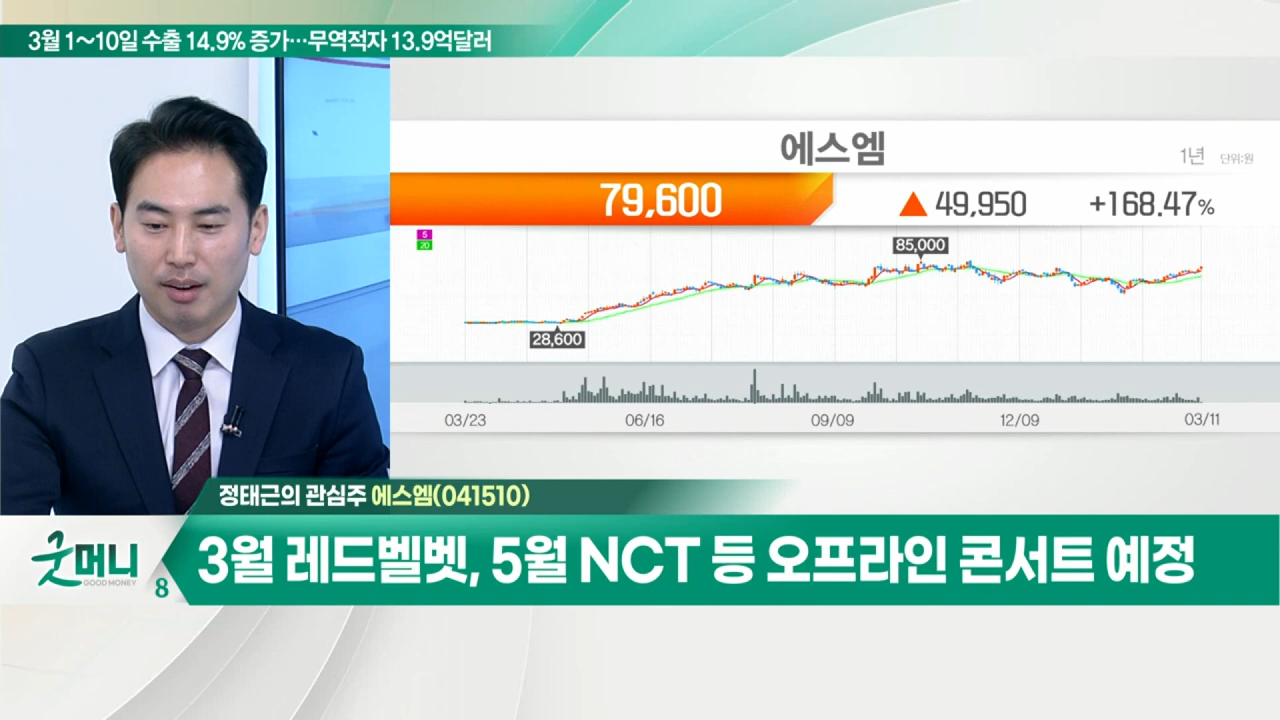 3월 1~10일 수출 14.9% 증가…무역적자 13.9억달러
에스엠
1년 단위:원
79,600
▲ 49,950 +168.47%
5
20
85,000
28,600
03/23 06/16 09/09 12/09 03/11
정태근의 관심주 에스엠(041510)
굿머니
GOOD MONEY
8
3월 레드벨벳, 5월 NCT 등 오프라인 콘서트 예정